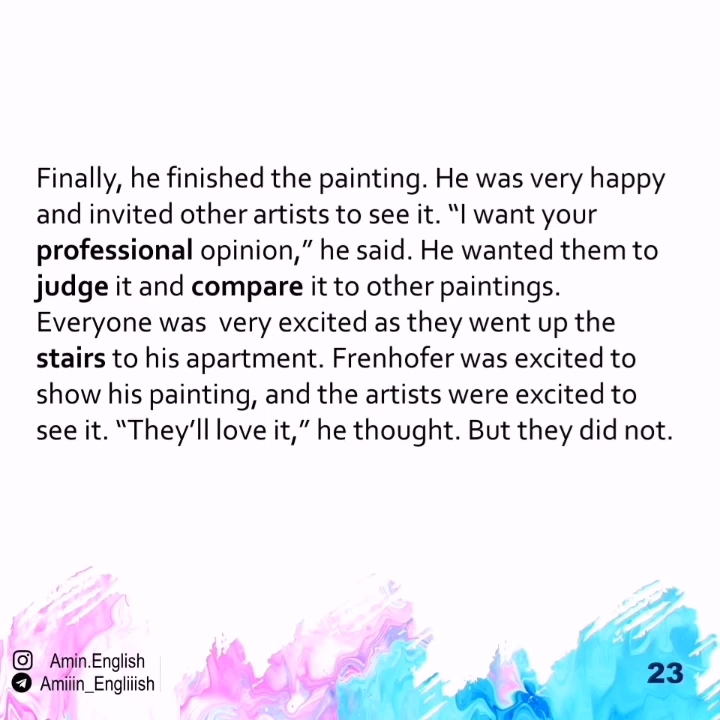 Finally, he finished the painting. He was very happy
and invited other artists to see it. “I want your
professional opinion,” he said. He wanted them to
judge it and compare it to other paintings.
Everyone was  very excited as they went up the
stairs to his apartment. Frenhofer was excited to
show his painting, and the artists were excited to
see it. “They’ll love it,” he thought. But they did not.
Amin.English
Amiiin_Engliiish
23